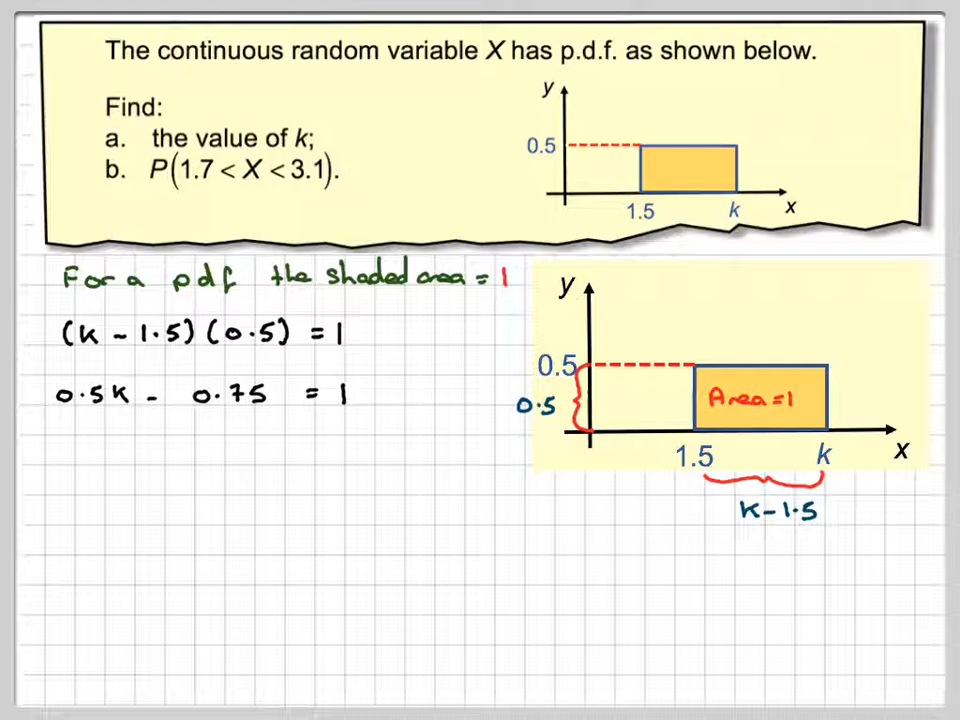 The continuous random variable X has p.d.f. as shown below.
Find:
a. the value of k;
b. P(1.7 < X < 3.1).
y
0.5
1.5
k
x
For a pdf the shaded area = 1
(k - 1.5)(0.5) = 1
0.5k - 0.75 = 1
y
0.5
0.5
Area=1
1.5
k
x
k-1.5